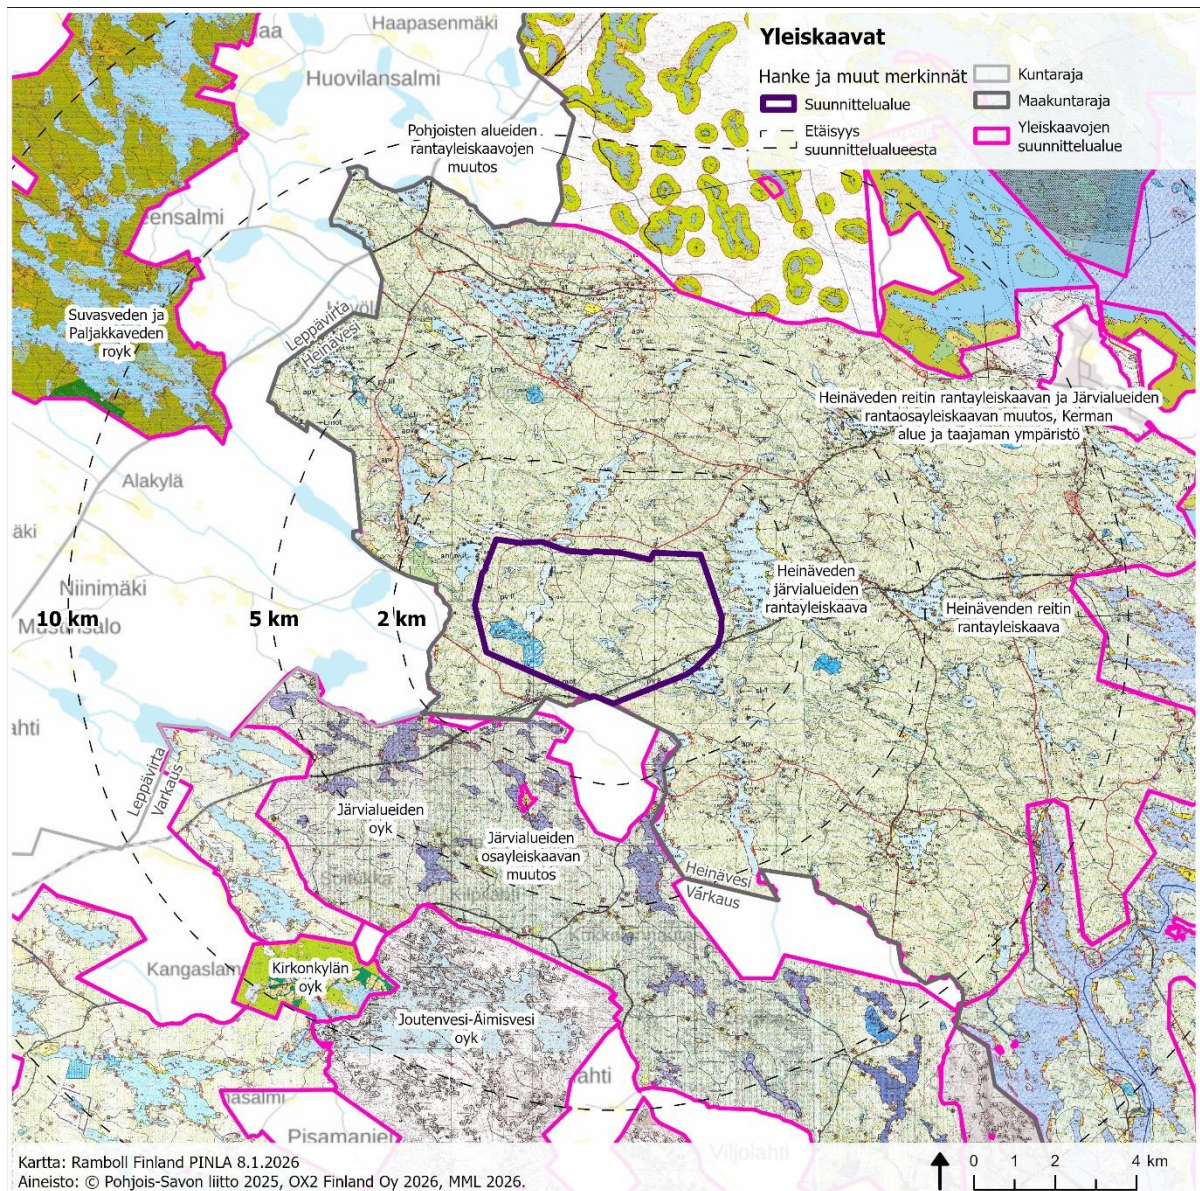 Haapasenmäki
Huovilansalmi
Yleiskaavat
Hanke ja muut merkinnät
Suunnittelualue
Etäisyys
suunnittelualueesta
Kuntaraja
Maakuntaraja
Yleiskaavojen
suunnittelualue
Pohjoisten alueiden
rantayleiskaavojen
muutos
Suvasveden ja
Paljakkaveden
royk
Leppävirta
Heinävesi
Heinäveden reitin rantayleiskaavan ja Järvialueiden
rantaosayleiskaavan muutos, Kerman
alue ja taajaman ympäristö
Alakylä
Niinimäki
10 km
5 km
2 km
Heinäveden
järvialueiden
rantayleiskaava
Heinävenden reitin
rantayleiskaava
Leppävirta
Varkaus
Järvialueiden
oyk
Järvialueiden
osayleiskaavan
muutos
Heinävesi
Varkaus
Kangaslam
Kirkonkylän
oyk
Joutenvesi-Äimisvesi
oyk
Viljolahti
Kartta: Ramboll Finland PINLA 8.1.2026
Aineisto: © Pohjois-Savon liitto 2025, OX2 Finland Oy 2026, MML 2026.
0 1 2 4 km